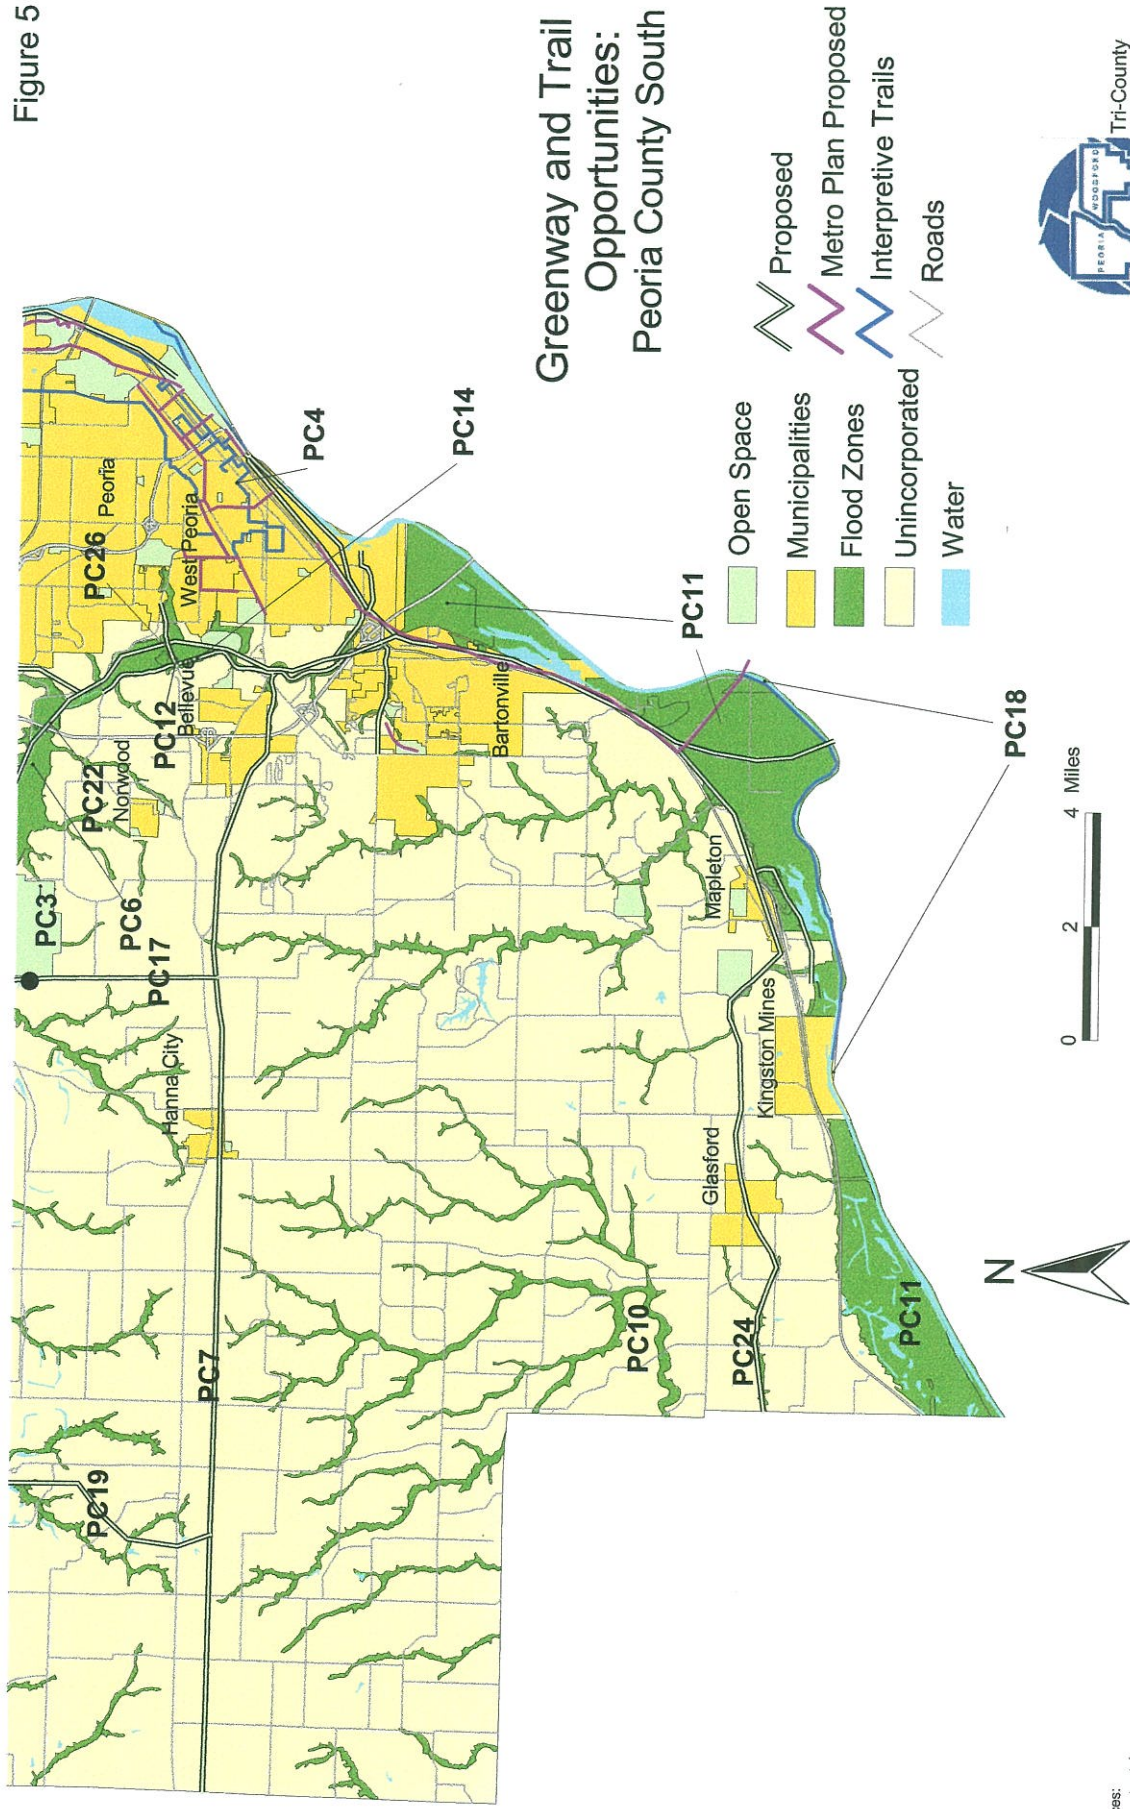 Figure 5
Greenway and Trail
Opportunities:
Peoria County South
PC3
PC22
PC26
Peoria
Norwood
PC6
PC12
PC19
PC17
Bellevue
West Peoria
Hanna City
PC7
PC4
PC14
Bartonville
PC10
PC11
Glasford
Mapleton
PC24
Kingston Mines
PC11
PC18
Open Space
Municipalities
Flood Zones
Unincorporated
Water
Proposed
Metro Plan Proposed
Interpretive Trails
Roads
N
0 2 4 Miles
PEORIA
WOODFORD
Tri-County